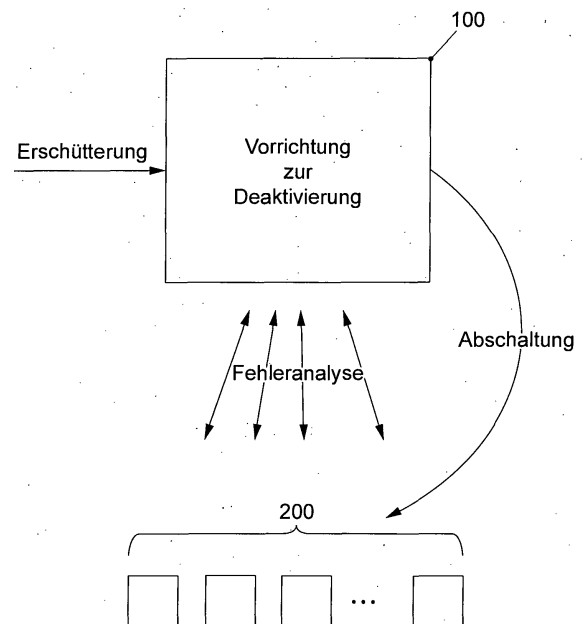 100
Erschütterung
Vorrichtung
zur
Deaktivierung
Abschaltung
Fehleranalyse
200
...